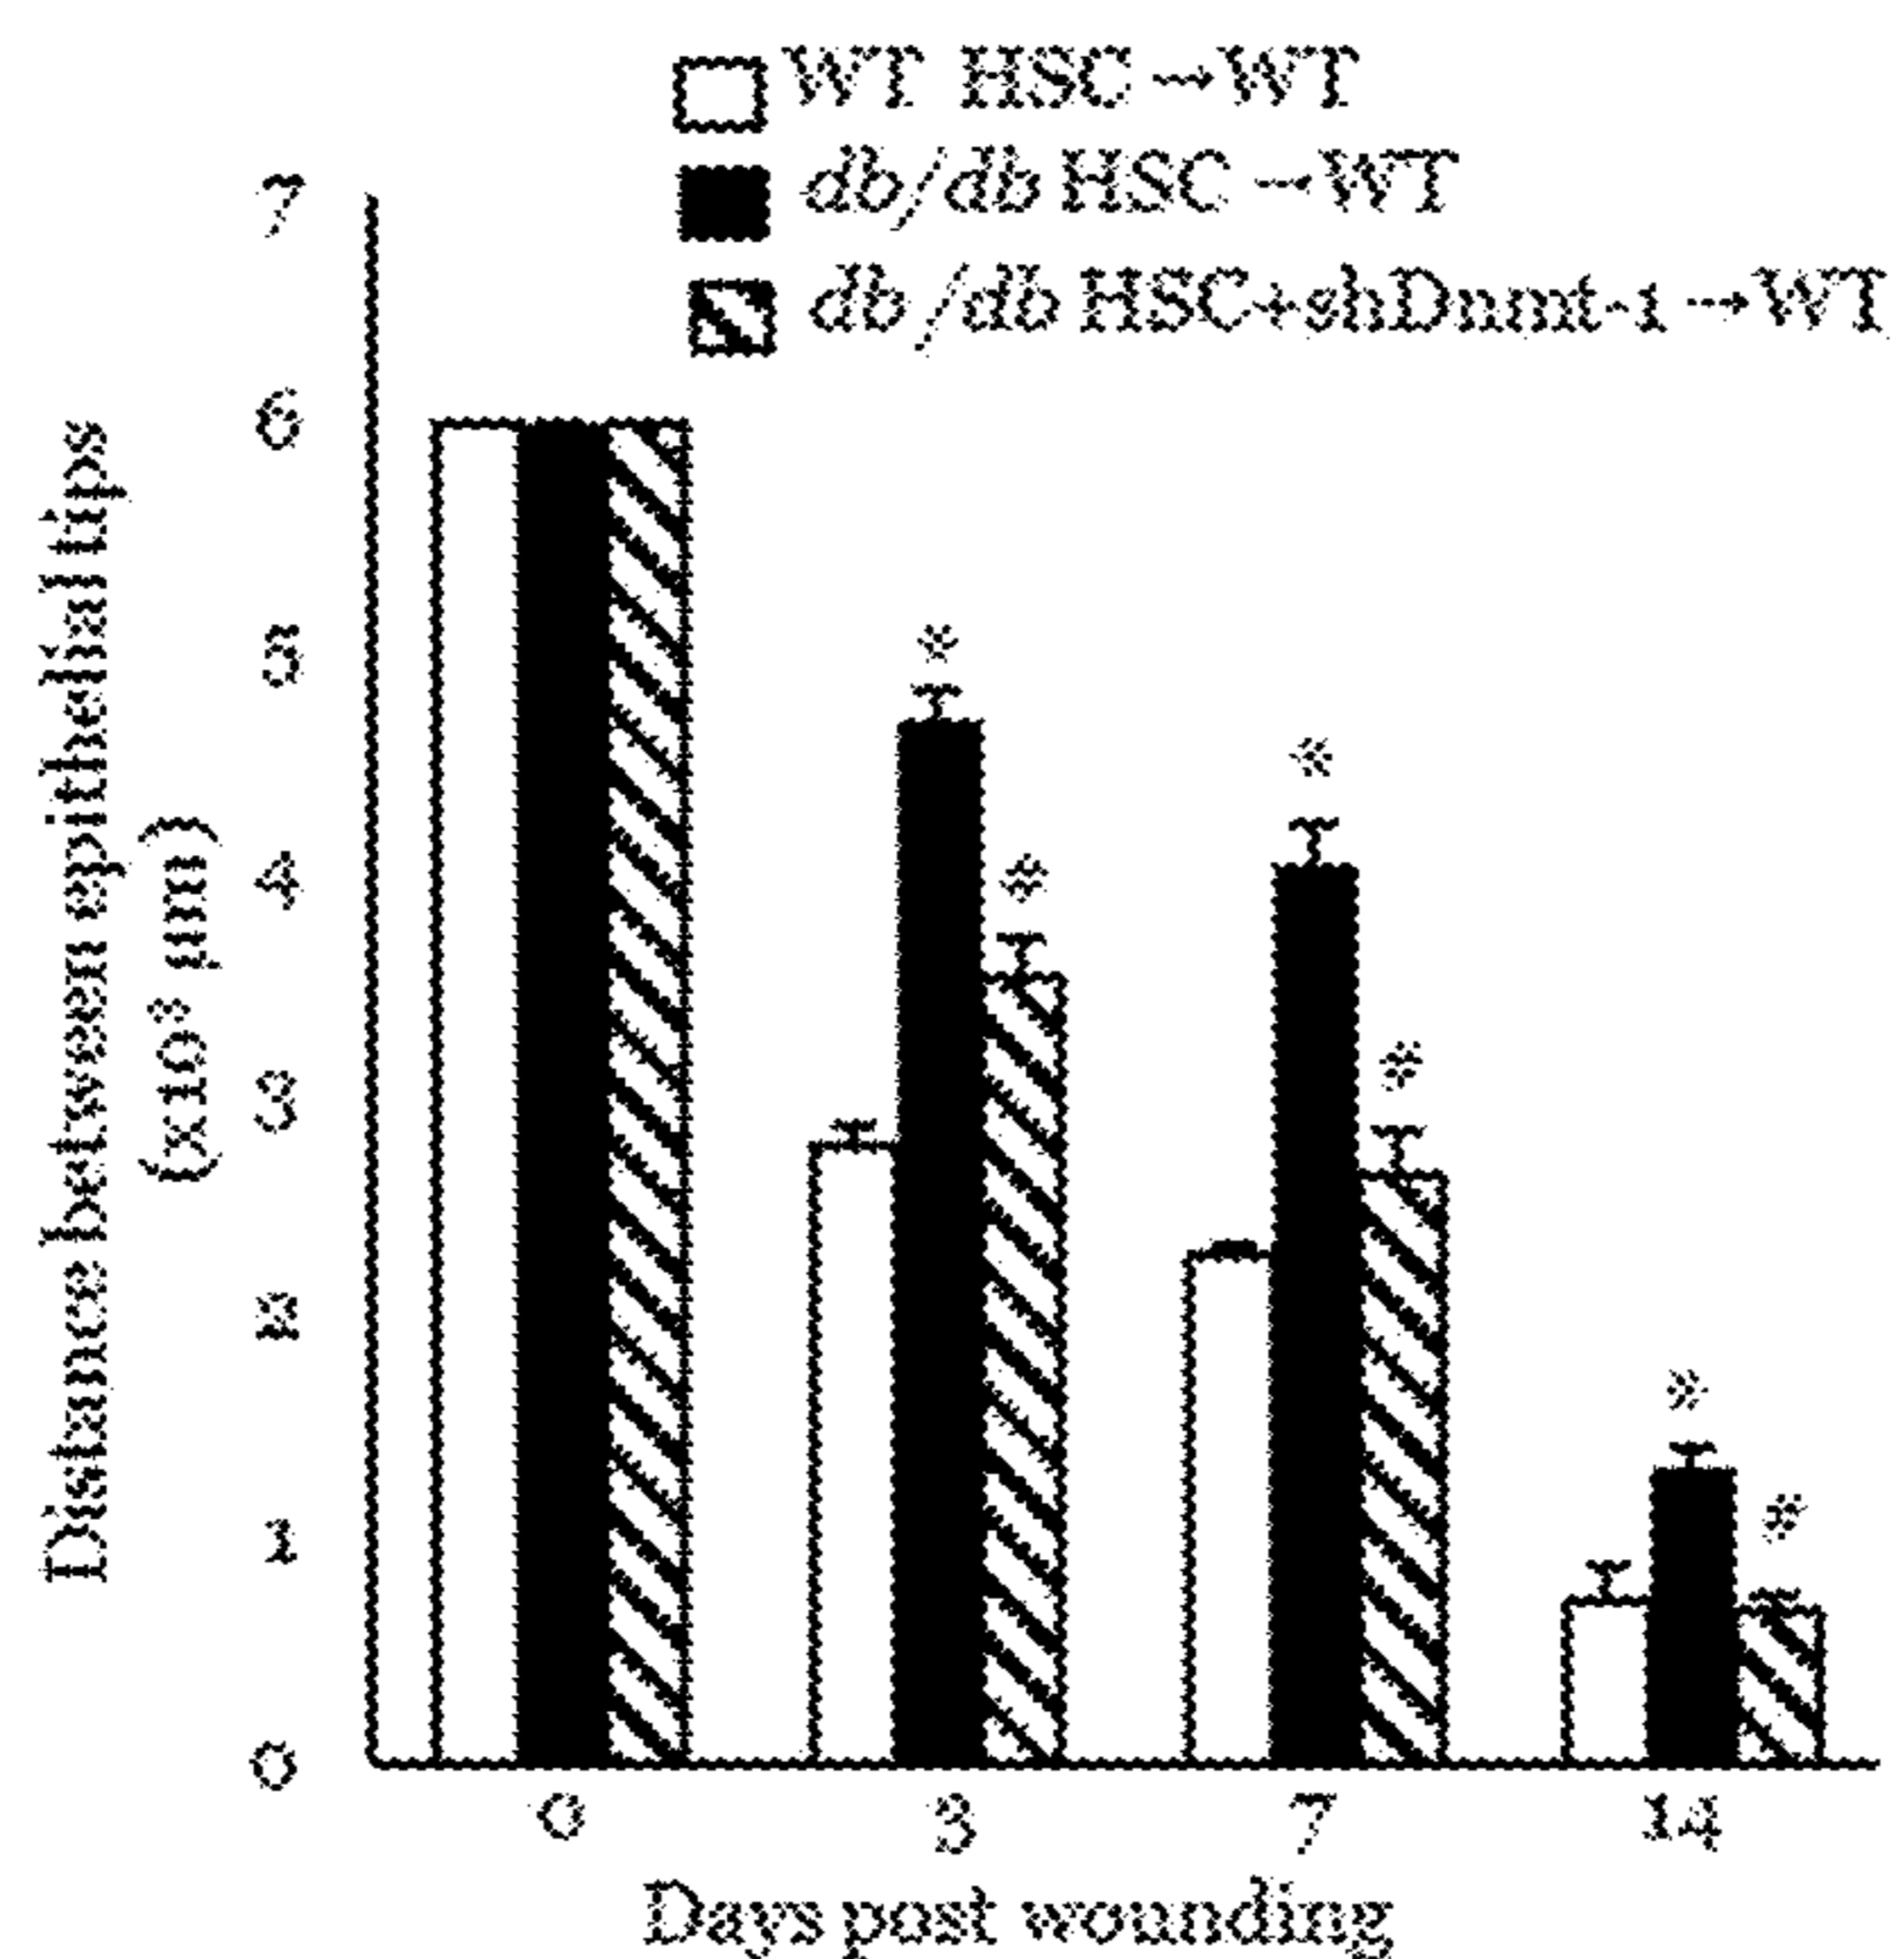 WT HSC→WT
db/db HSC→WT
db/db HSC+shDnmt-1→WT
Distance between epithelial tips
(x10³ µm)
7
6
5
4
3
2
1
0
*
#
*
#
*
#
0 3 7 14
Days post wounding